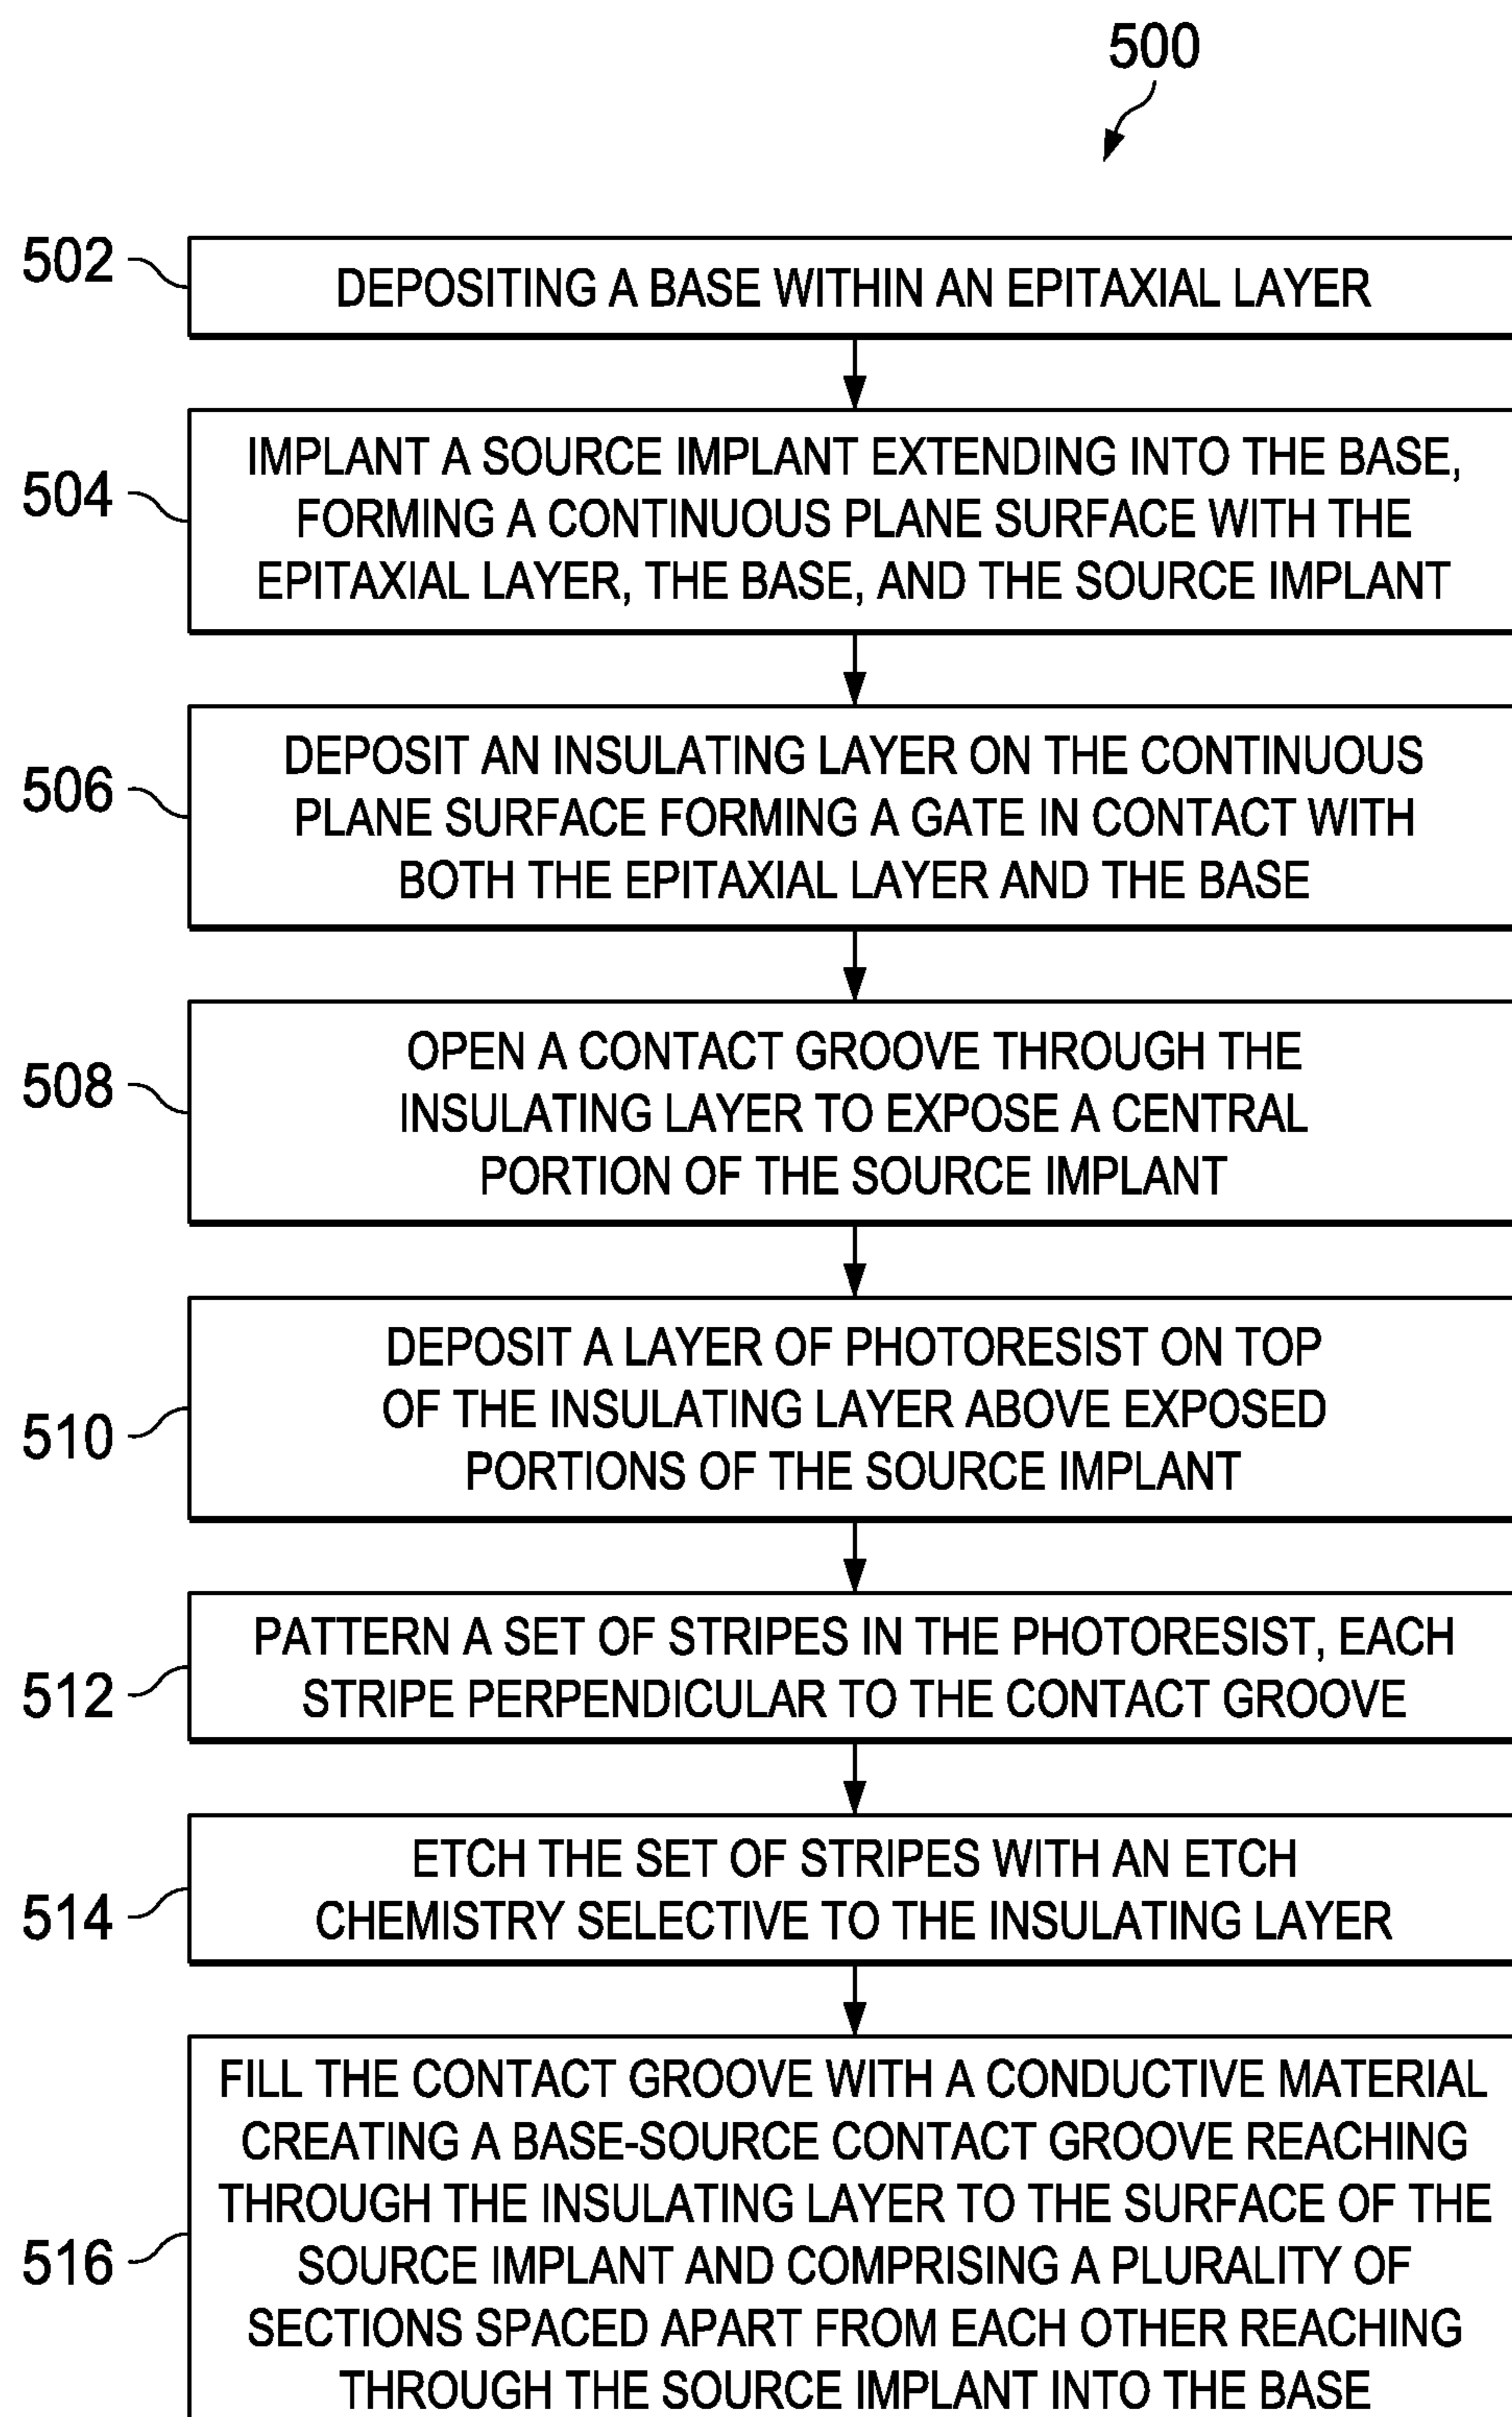 500
502
DEPOSITING A BASE WITHIN AN EPITAXIAL LAYER
504
IMPLANT A SOURCE IMPLANT EXTENDING INTO THE BASE,
FORMING A CONTINUOUS PLANE SURFACE WITH THE
EPITAXIAL LAYER, THE BASE, AND THE SOURCE IMPLANT
506
DEPOSIT AN INSULATING LAYER ON THE CONTINUOUS
PLANE SURFACE FORMING A GATE IN CONTACT WITH
BOTH THE EPITAXIAL LAYER AND THE BASE
508
OPEN A CONTACT GROOVE THROUGH THE
INSULATING LAYER TO EXPOSE A CENTRAL
PORTION OF THE SOURCE IMPLANT
510
DEPOSIT A LAYER OF PHOTORESIST ON TOP
OF THE INSULATING LAYER ABOVE EXPOSED
PORTIONS OF THE SOURCE IMPLANT
512
PATTERN A SET OF STRIPES IN THE PHOTORESIST, EACH
STRIPE PERPENDICULAR TO THE CONTACT GROOVE
514
ETCH THE SET OF STRIPES WITH AN ETCH
CHEMISTRY SELECTIVE TO THE INSULATING LAYER
516
FILL THE CONTACT GROOVE WITH A CONDUCTIVE MATERIAL
CREATING A BASE-SOURCE CONTACT GROOVE REACHING
THROUGH THE INSULATING LAYER TO THE SURFACE OF THE
SOURCE IMPLANT AND COMPRISING A PLURALITY OF
SECTIONS SPACED APART FROM EACH OTHER REACHING
THROUGH THE SOURCE IMPLANT INTO THE BASE